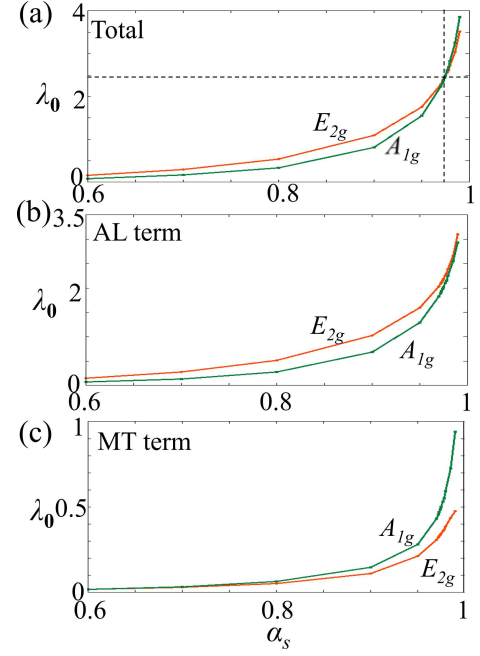 (a)
Total
4
2
0
λ₀
E₂g
A₁g
0.6
0.8
1
(b)
AL term
3.5
2
0
λ₀
E₂g
A₁g
0.6
0.8
1
(c)
MT term
1
0.5
0
λ₀
A₁g
E₂g
0.6
0.8
1
αₛ